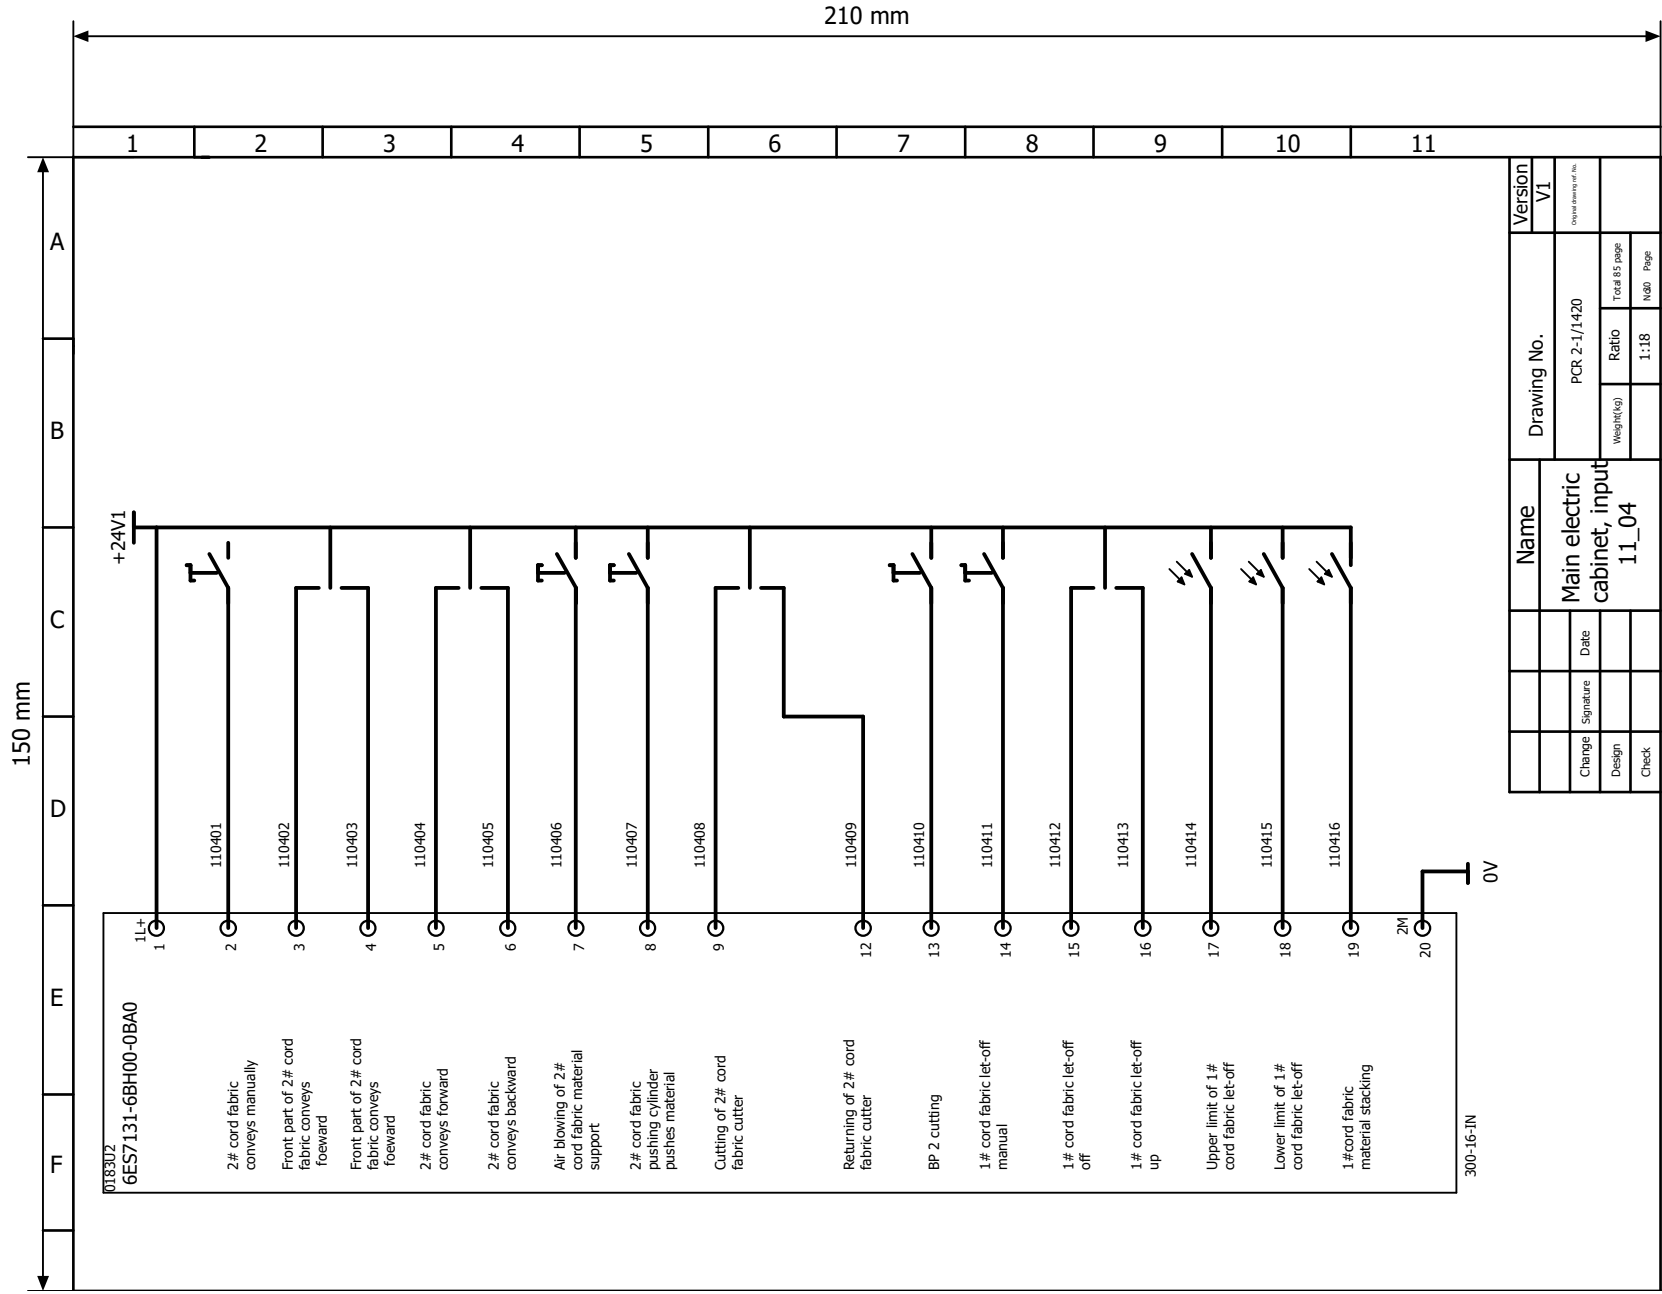 210 mm
1 2 3 4 5 6 7 8 9 10 11
150 mm
A
B
C
D
E
F
Version
V1
Original drawing ref. No.
Drawing No.
PCR 2-1/1420
Total 85 page
Ratio
Weight(kg)
Page
1:18
Name
Main electric
cabinet, input
11_04
Date
Signature
Change
Design
Check
+24V1
110401
110402
110403
110404
110405
110406
110407
110408
110409
110410
110411
110412
110413
110414
110415
110416
0V
1L+
2M
1
2
3
4
5
6
7
8
9
12
13
14
15
16
17
18
19
20
0183U2
6ES7131-6BH00-0BA0
2# cord fabric
conveys manually
Front part of 2# cord
fabric conveys
foeward
Front part of 2# cord
fabric conveys
foeward
2# cord fabric
conveys forward
2# cord fabric
conveys backward
Air blowing of 2#
cord fabric material
support
2# cord fabric
pushing cylinder
pushes material
Cutting of 2# cord
fabric cutter
Returning of 2# cord
fabric cutter
BP 2 cutting
1# cord fabric let-off
manual
1# cord fabric let-off
off
1# cord fabric let-off
up
Upper limit of 1#
cord fabric let-off
Lower limit of 1#
cord fabric let-off
1#cord fabric
material stacking
300-16-IN